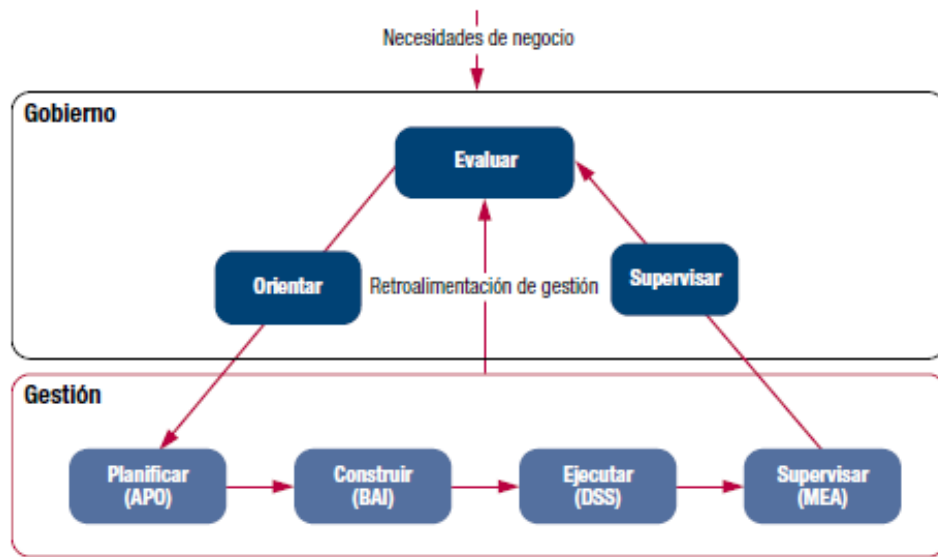 Necesidades de negocio
Gobierno
Evaluar
Orientar
Retroalimentación de gestión
Supervisar
Gestión
Planificar
(APO)
Construir
(BAI)
Ejecutar
(DSS)
Supervisar
(MEA)